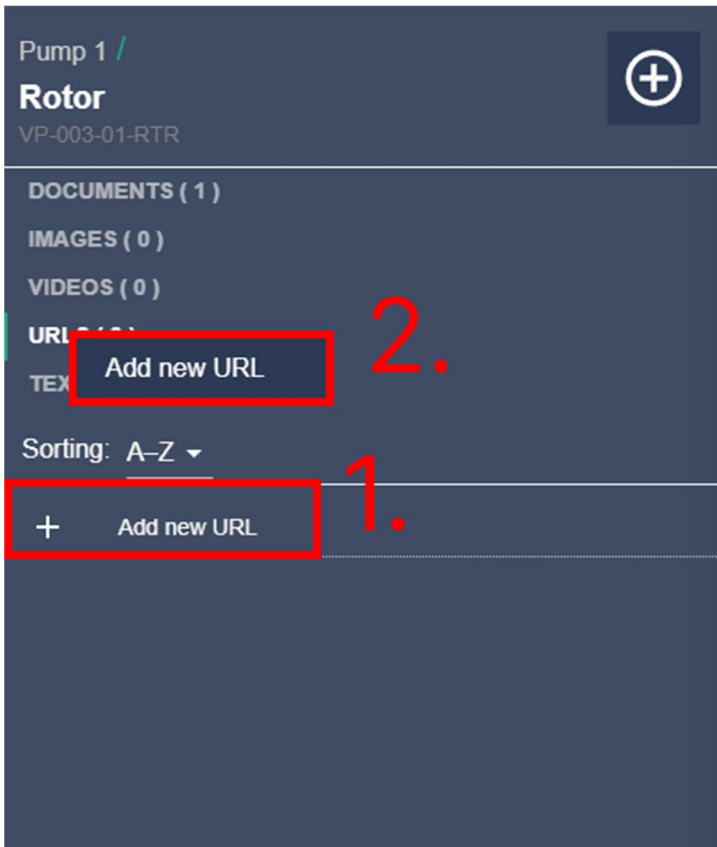 Pump 1 /
Rotor
VP-003-01-RTR
DOCUMENTS ( 1 )
IMAGES ( 0 )
VIDEOS ( 0 )
2.
Add new URL
Sorting: A–Z
1.
+ Add new URL